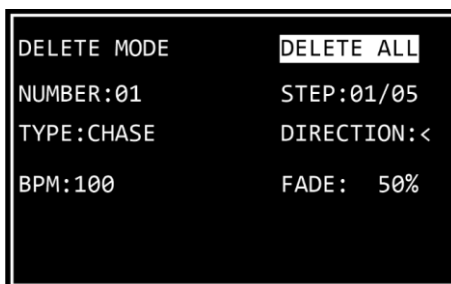 DELETE MODE DELETE ALL
NUMBER:01 STEP:01/05
TYPE:CHASE DIRECTION:<
BPM:100 FADE: 50%